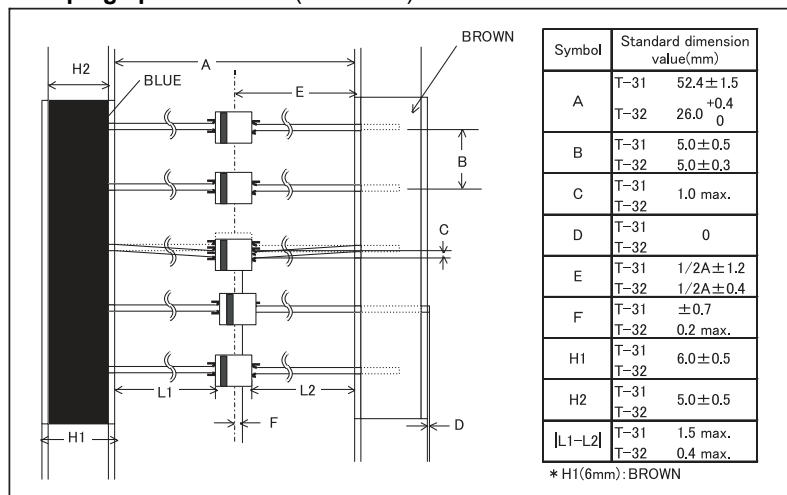 H2
A
BLUE
BROWN
E
B
C
L1
L2
F
D
H1
Symbol Standard dimension value(mm)
A T-31 52.4±1.5
T-32 26.0 +0.4 0
B T-31 5.0±0.5
T-32 5.0±0.3
C T-31 T-32 1.0 max.
D T-31 T-32 0
E T-31 1/2A±1.2
T-32 1/2A±0.4
F T-31 ±0.7
T-32 0.2 max.
H1 T-31 T-32 6.0±0.5
H2 T-31 T-32 5.0±0.5
|L1-L2| T-31 1.5 max.
T-32 0.4 max.
* H1(6mm): BROWN